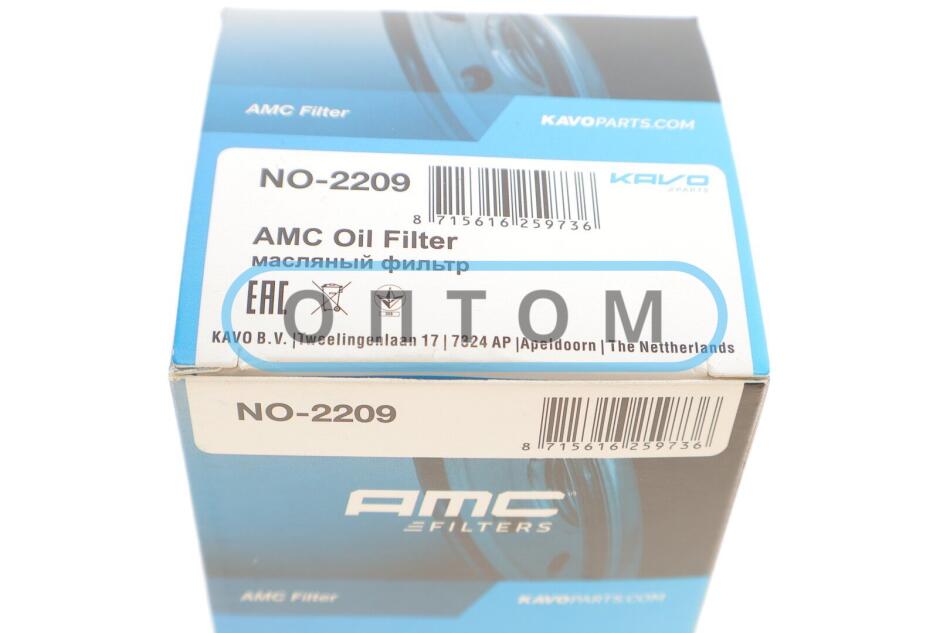 AMC Filter
KAVOPARTS.COM
NO-2209
KAVO
PARTS
8 715616 259736
AMC Oil Filter
масляный фильтр
EAC
ОПТОМ
KAVO B.V. |Tweelingenlaan 17 | 7324 AP |Apeldoorn | The Nettherlands
NO-2209
8 715616 259736
AMC
FILTERS
AMC Filter
KAVOPARTS.COM